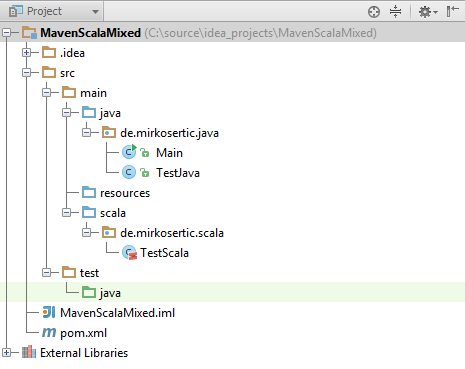 Project
MavenScalaMixed (C:\source\idea_projects\MavenScalaMixed)
.idea
src
main
java
de.mirkosertic.java
Main
TestJava
resources
scala
de.mirkosertic.scala
TestScala
test
java
MavenScalaMixed.iml
pom.xml
External Libraries